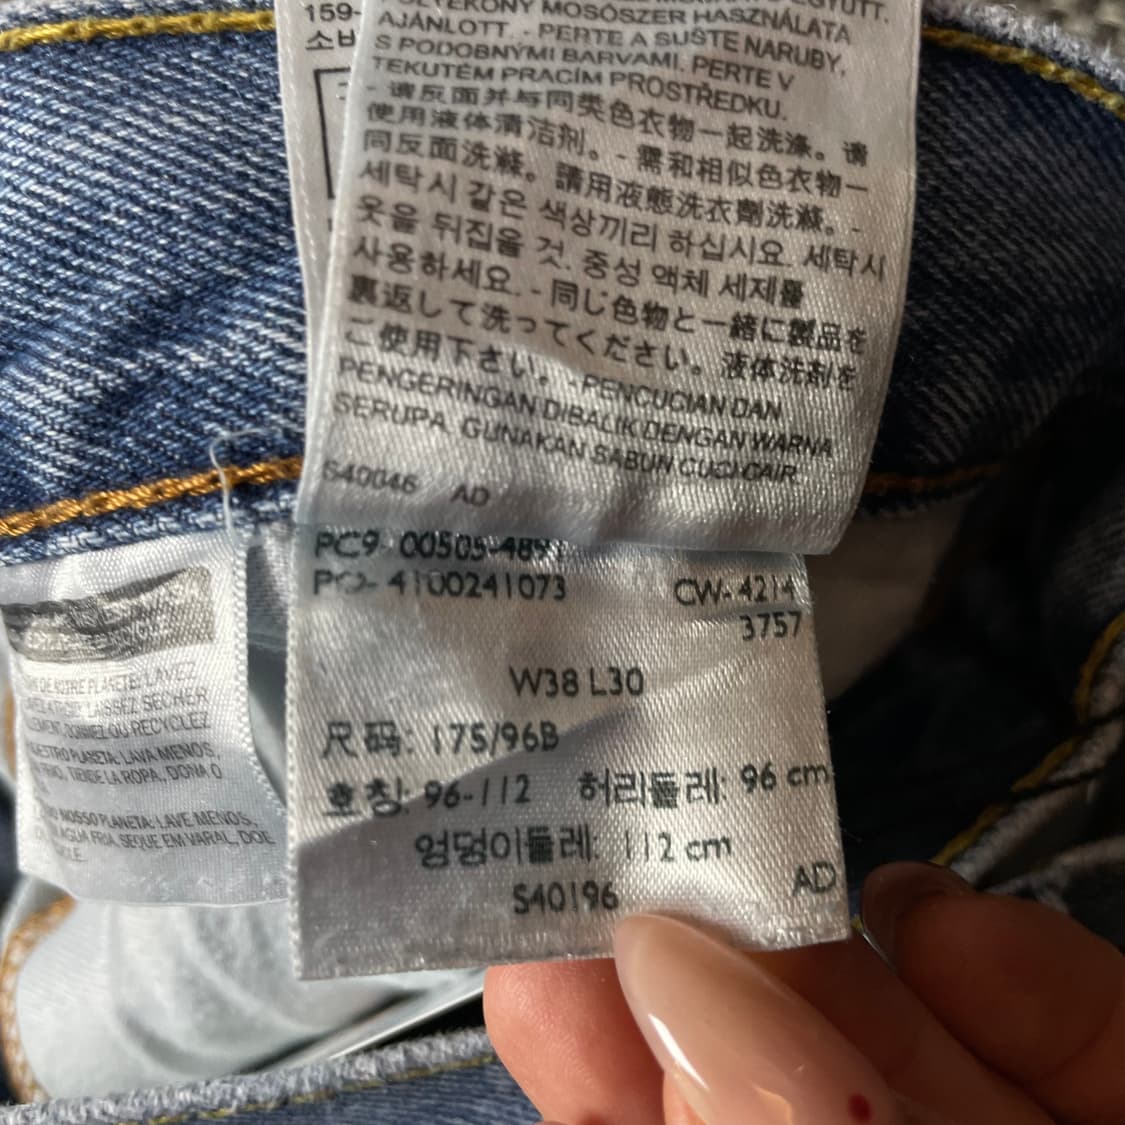 159-
소비
AJÁNLOTT. - PERTE A SUŠTE NARUBY,
S PODOBNÝMI BARVAMI. PERTE V
TEKUTÉM PRACÍM PROSTŘEDKU.
- 请反面并与同类色衣物一起洗涤。请
使用液体清洁剂。- 需和相似色衣物一
同反面洗滌。請用液態洗衣劑洗滌。-
세탁시 같은 색상끼리 하십시요. 세탁시
옷을 뒤집을 것. 중성 액체 세제를
사용하세요. - 同じ色物と一緒に製品を
裏返して洗ってください。液体洗剤を
ご使用下さい。-PENCUCIAN DAN
PENGERINGAN DIBALIK DENGAN WARNA
SERUPA. GUNAKAN SABUN CUCI CAIR.
S40046 AD
PC9- 00505-4891
PO- 4100241073 CW- 4214
3757
W38 L30
尺码: 175/96B
호칭: 96-112 허리둘레: 96 cm
엉덩이둘레: 112 cm
S40196 AD
DE NOTRE PLANÈTE: LAVEZ
LAISSEZ SÉCHER
DONNEZ OU RECYCLEZ
NUESTRO PLANETA: LAVA MENOS,
TIENDE LA ROPA, DONA O
NOSSO PLANETA: LAVE MENOS,
ÁGUA FRIA, SEQUE EM VARAL, DOE